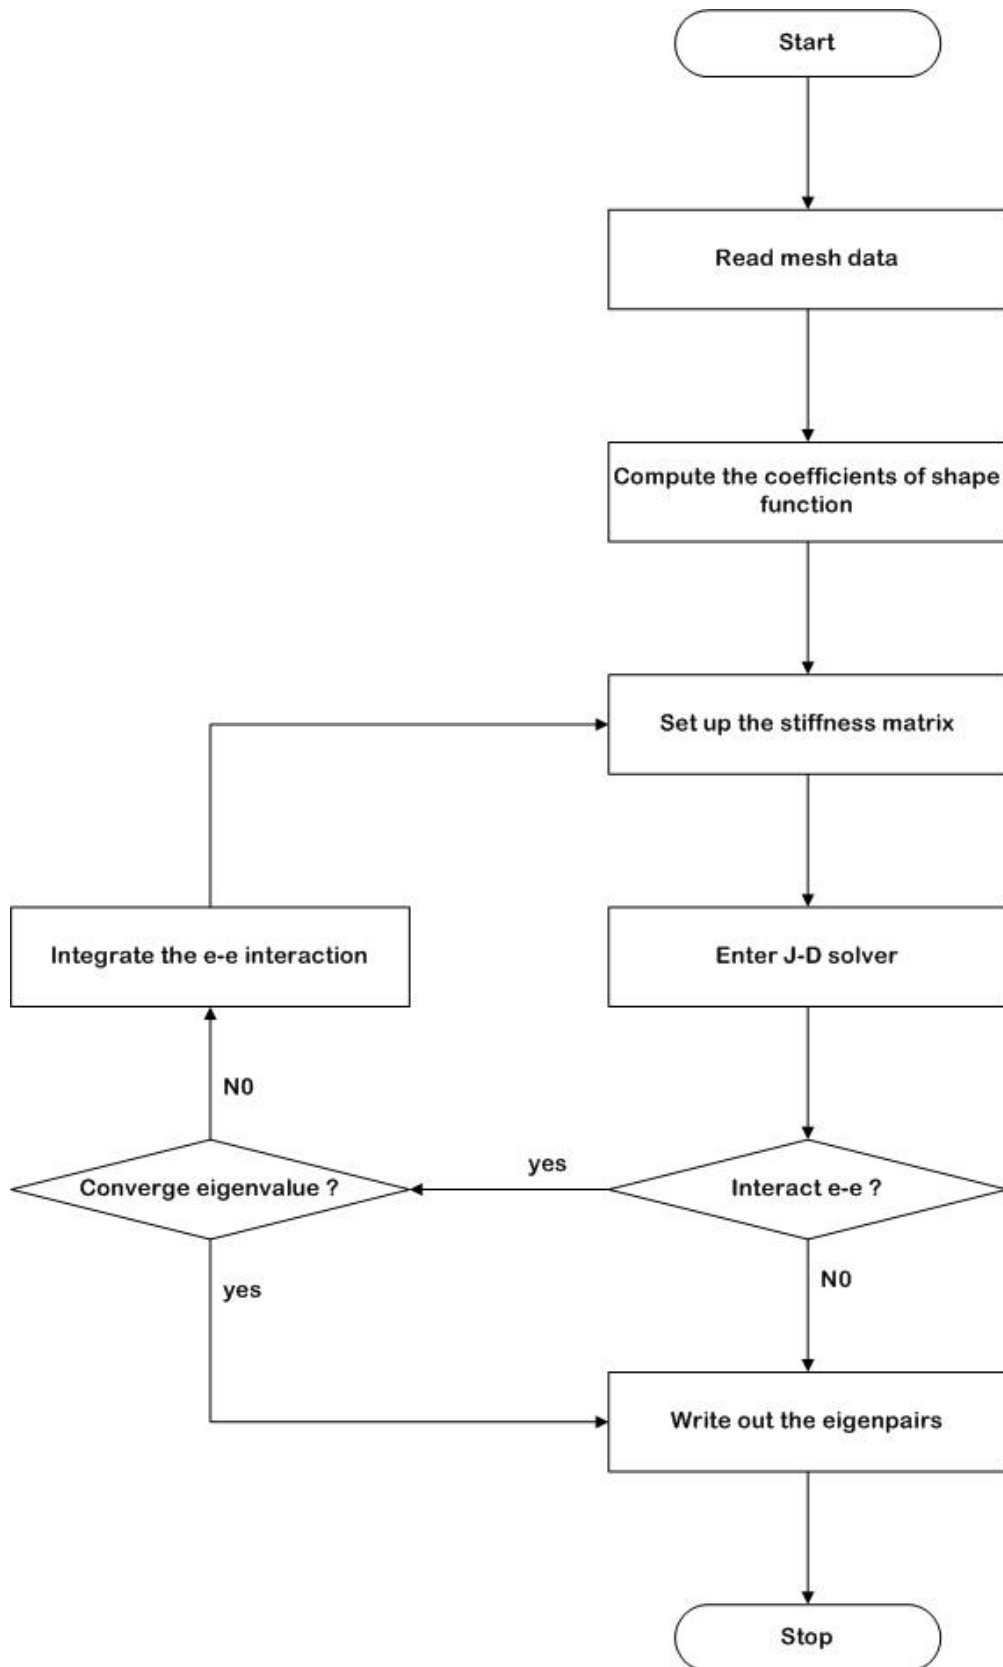 Start
Read mesh data
Compute the coefficients of shape
function
Set up the stiffness matrix
Integrate the e-e interaction
Enter J-D solver
N0
yes
Converge eigenvalue ?
Interact e-e ?
yes
N0
Write out the eigenpairs
Stop